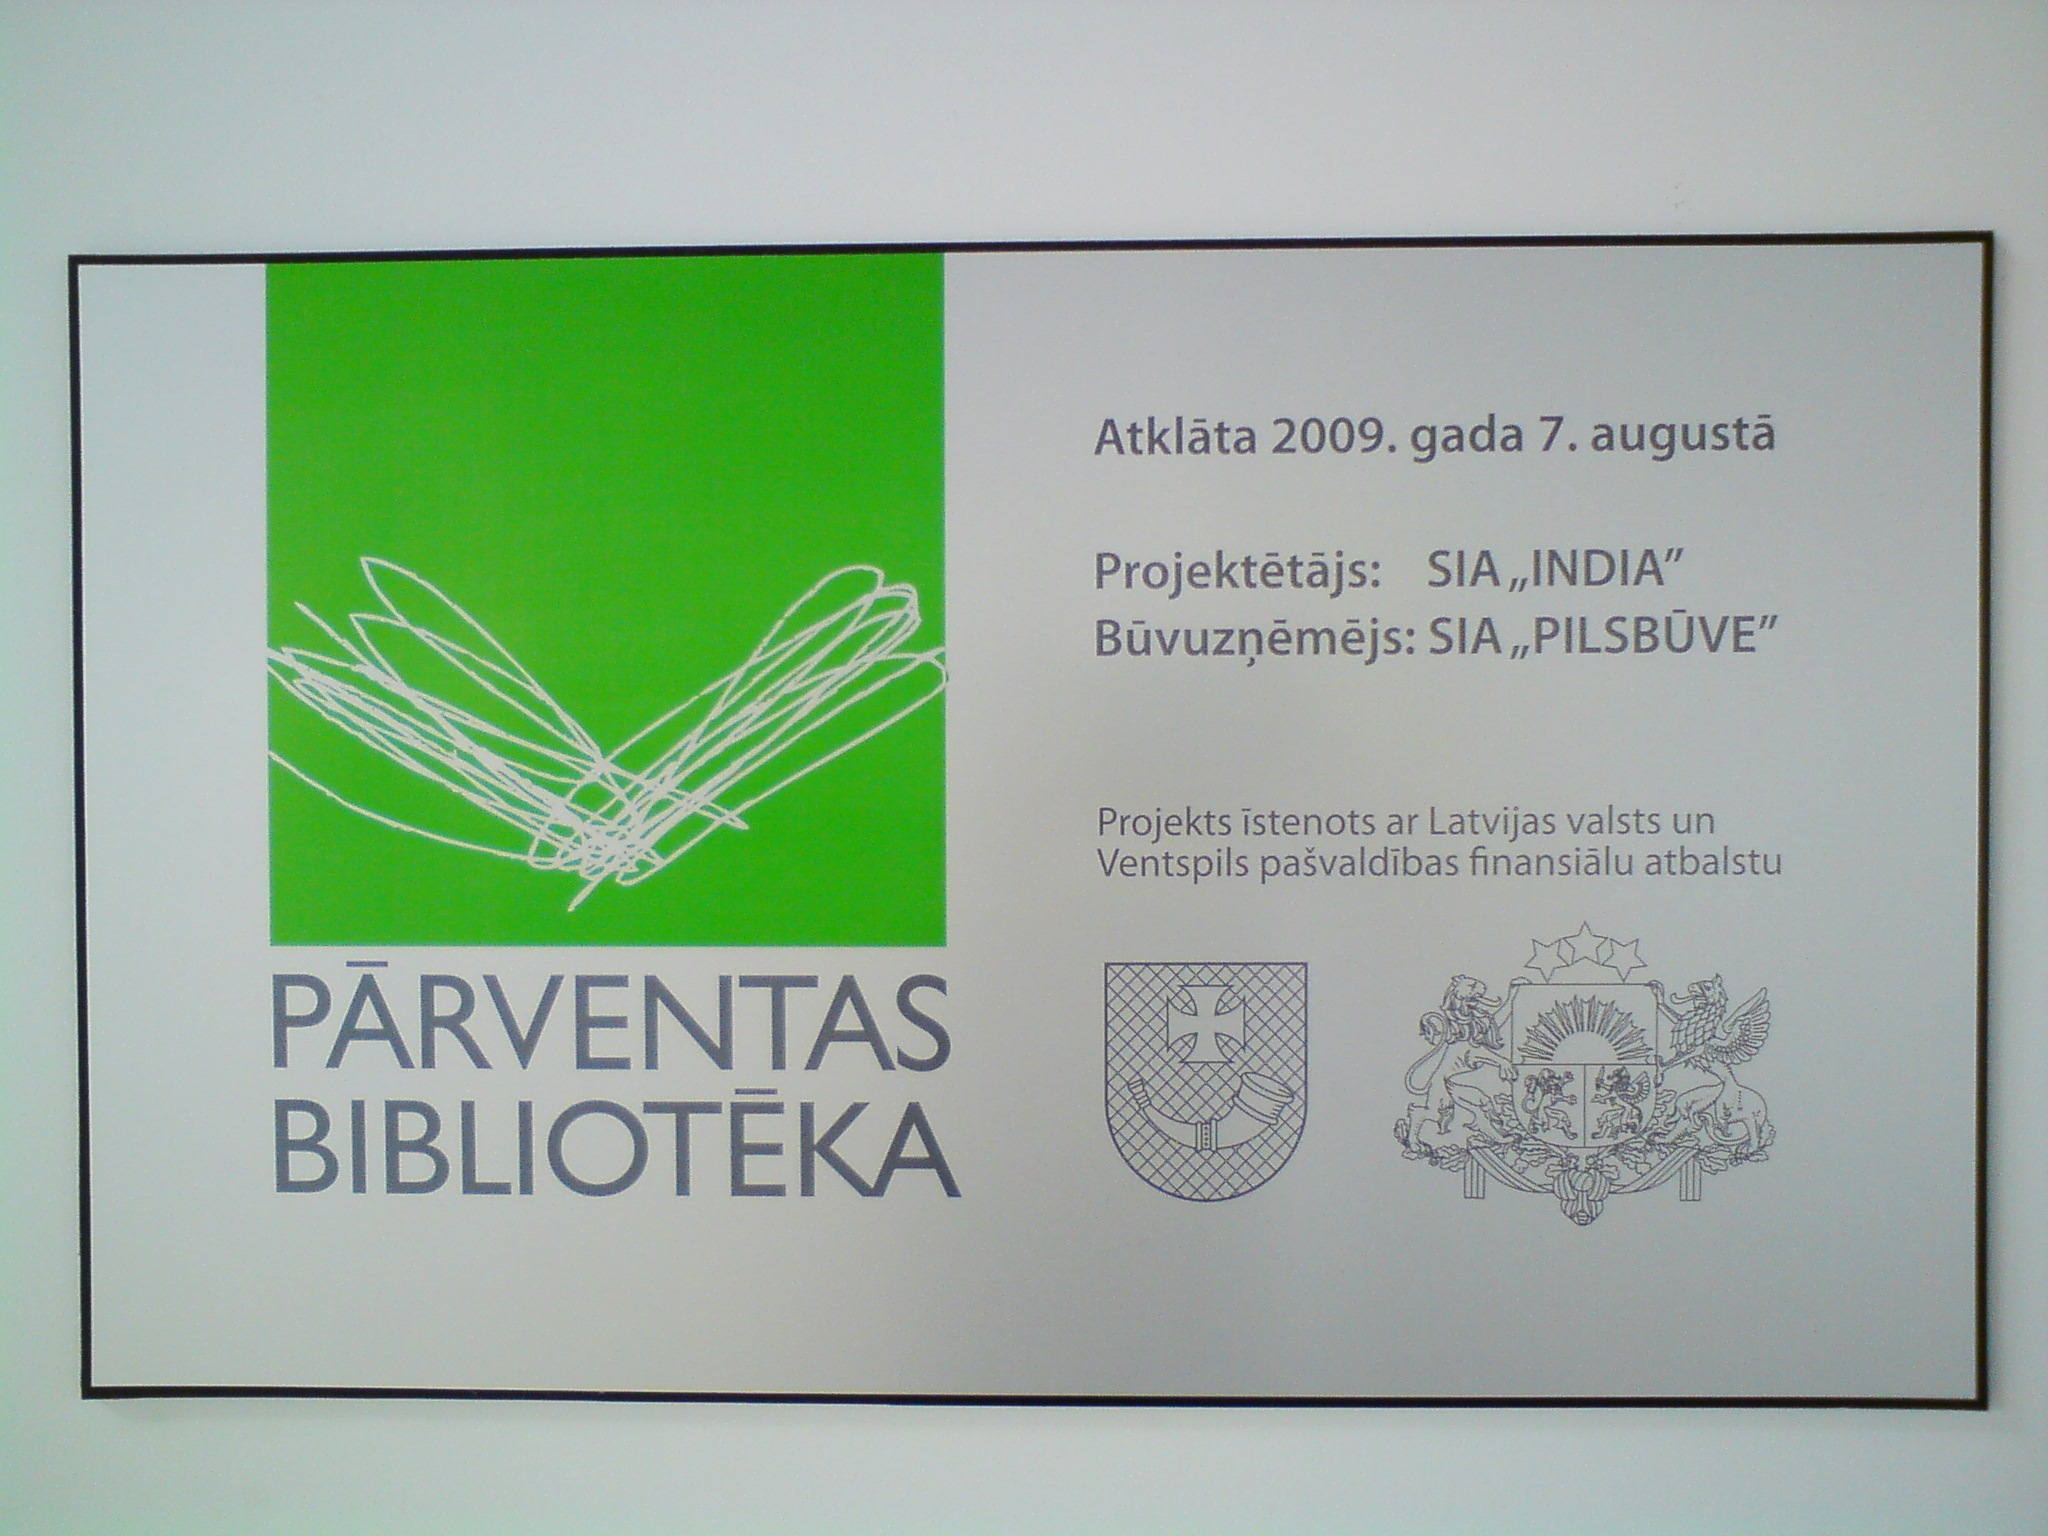 PĀRVENTAS
BIBLIOTĒKA
Atklāta 2009. gada 7. augustā
Projektētājs: SIA „INDIA”
Būvuzņēmējs: SIA „PILSBŪVE”
Projekts īstenots ar Latvijas valsts un
Ventspils pašvaldības finansiālu atbalstu